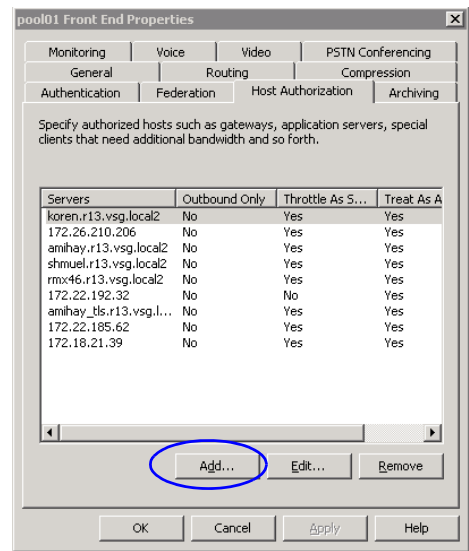 pool01 Front End Properties
Monitoring Voice Video PSTN Conferencing
General Routing Compression
Authentication Federation Host Authorization Archiving
Specify authorized hosts such as gateways, application servers, special
clients that need additional bandwidth and so forth.
Servers Outbound Only Throttle As S... Treat As A
koren.r13.vsg.local2 No Yes Yes
172.26.210.206 No Yes Yes
amihay.r13.vsg.local2 No Yes Yes
shmuel.r13.vsg.local2 No Yes Yes
rmx46.r13.vsg.local2 No Yes Yes
172.22.192.32 No No Yes
amihay_tls.r13.vsg.l... No Yes Yes
172.22.185.62 No Yes Yes
172.18.21.39 No Yes Yes
Add... Edit... Remove
OK Cancel Apply Help